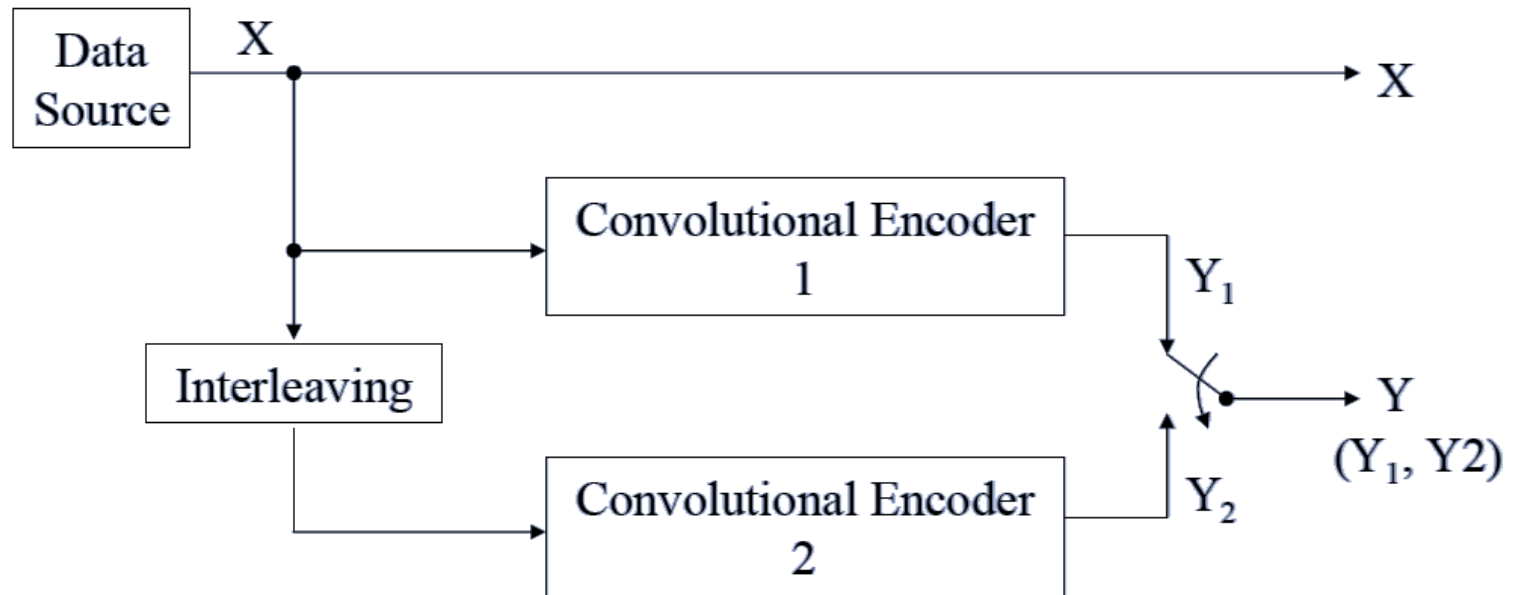 Data
Source
X
X
Convolutional Encoder
1
Y₁
Interleaving
Y
(Y₁, Y2)
Convolutional Encoder
2
Y₂